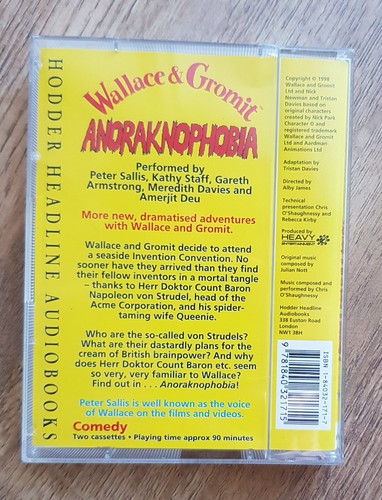 HODDER HEADLINE AUDIOBOOKS
Wallace & Gromit™
ANORAKNOPHOBIA
Performed by
Peter Sallis, Kathy Staff, Gareth
Armstrong, Meredith Davies and
Amerjit Deu
More new, dramatised adventures
with Wallace and Gromit.
Wallace and Gromit decide to attend
a seaside Invention Convention. No
sooner have they arrived than they find
their fellow inventors in a mortal tangle
– thanks to Herr Doktor Count Baron
Napoleon von Strudel, head of the
Acme Corporation, and his spider-
taming wife Queenie.
Who are the so-called von Strudels?
What are their dastardly plans for the
cream of British brainpower? And why
does Herr Doktor Count Baron etc. seem
so very, very familiar to Wallace?
Find out in . . . Anoraknophobia!
Peter Sallis is well known as the voice
of Wallace on the films and videos.
Comedy
Two cassettes • Playing time approx 90 minutes
Copyright © 1998
Wallace and Gromit
Ltd and Nick
Newman and Tristan
Davies based on
original characters
created by Nick Park
Character © and
registered trademark
Wallace and Gromit
Ltd and Aardman
Animations Ltd
Adaptation by
Tristan Davies
Directed by
Alby James
Technical
presentation Chris
O'Shaughnessy and
Rebecca Kirby
Produced by
HEAVY
ENTERTAINMENT
Original music
composed by
Julian Nott
Music composed and
performed by Chris
O'Shaughnessy
Hodder Headline
Audiobooks
338 Euston Road
London
NW1 3BH
ISBN 1-84032-171-7
9 781840 321715